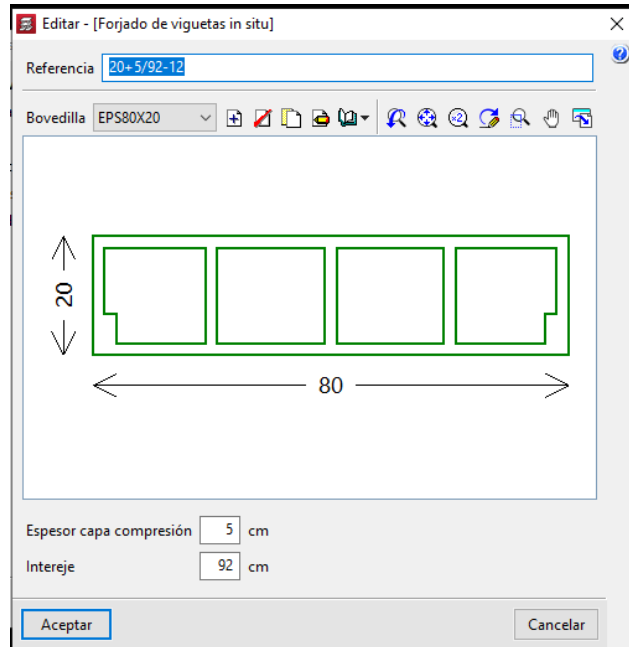 Editar - [Forjado de viguetas in situ]
Referencia 20+5/92-12
Bovedilla EPS80X20
20
80
Espesor capa compresión 5 cm
Intereje 92 cm
Aceptar Cancelar